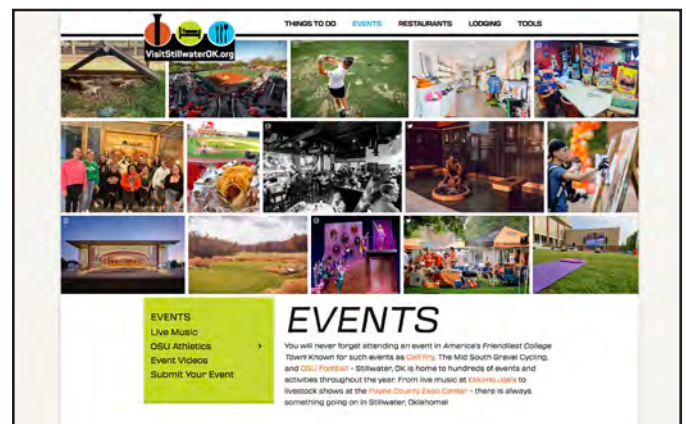 THINGS TO DO EVENTS RESTAURANTS LODGING TOOLS
VisitStillwaterOK.org
EVENTS
Live Music
OSU Athletics >
Event Videos
Submit Your Event
EVENTS
You will never forget attending an event in America's Friendliest College
Town! Known for such events as Calf Fry, The Mid South Gravel Cycling,
and OSU Football - Stillwater, OK is home to hundreds of events and
activities throughout the year. From live music at Eskimo Joe's to
livestock shows at the Payne County Expo Center - there is always
something going on in Stillwater, Oklahoma!